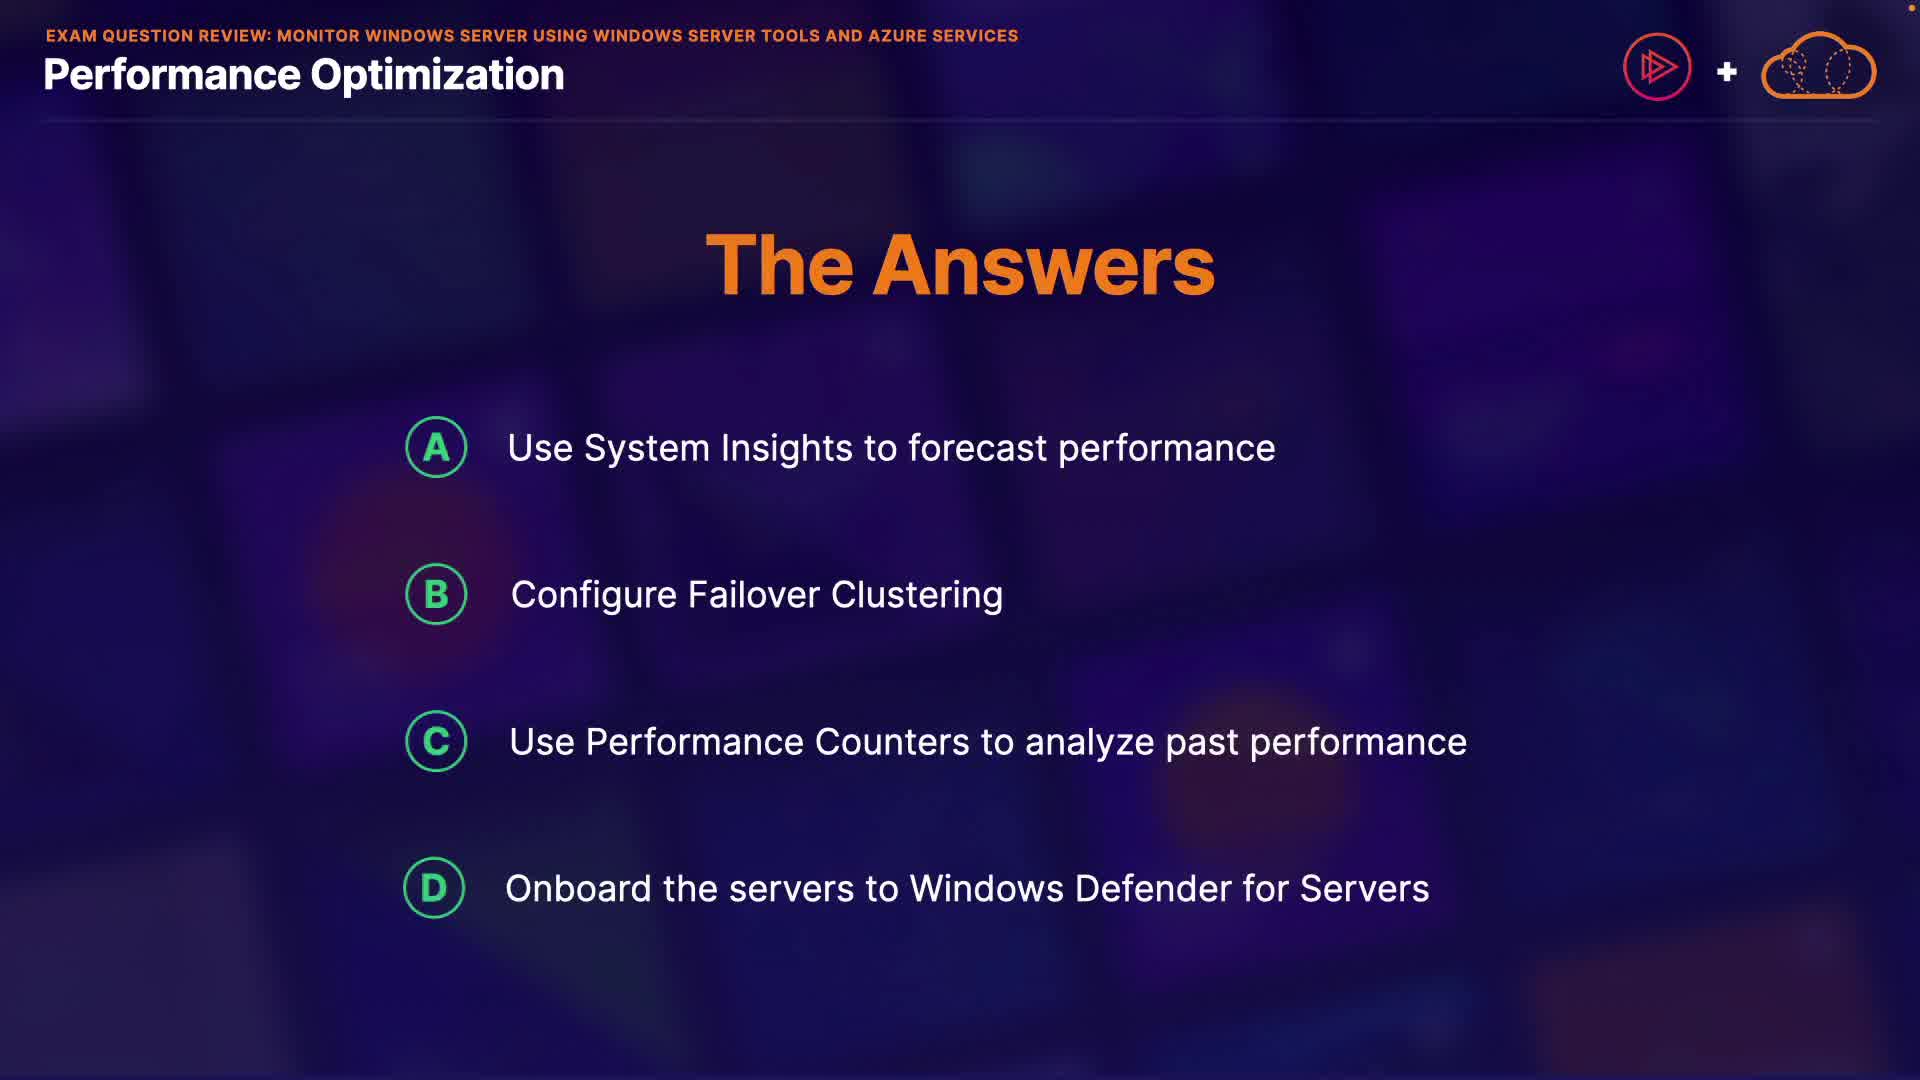 EXAM QUESTION REVIEW: MONITOR WINDOWS SERVER USING WINDOWS SERVER TOOLS AND AZURE SERVICES
Performance Optimization
The Answers
A Use System Insights to forecast performance
B Configure Failover Clustering
C Use Performance Counters to analyze past performance
D Onboard the servers to Windows Defender for Servers